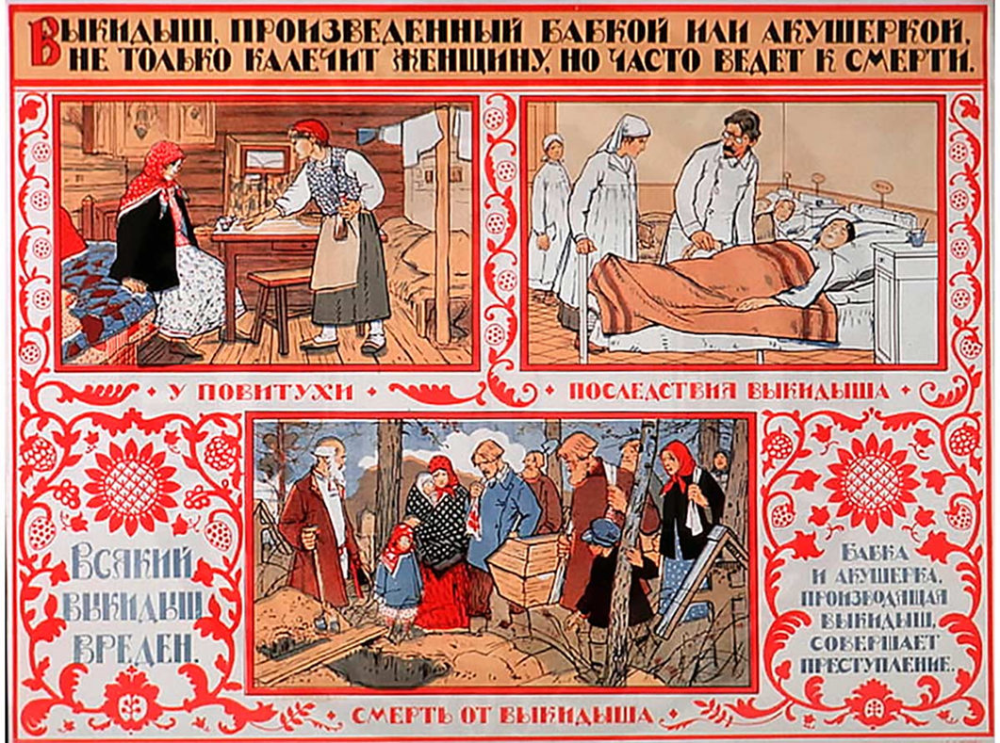 Выкидыш, произведенный бабкой или акушеркой,
не только калечит женщину, но часто ведет к смерти.
У повитухи
Последствия выкидыша
Всякий
выкидыш
вреден.
Бабка
и акушерка,
производящая
выкидыш,
совершает
преступление.
Смерть от выкидыша